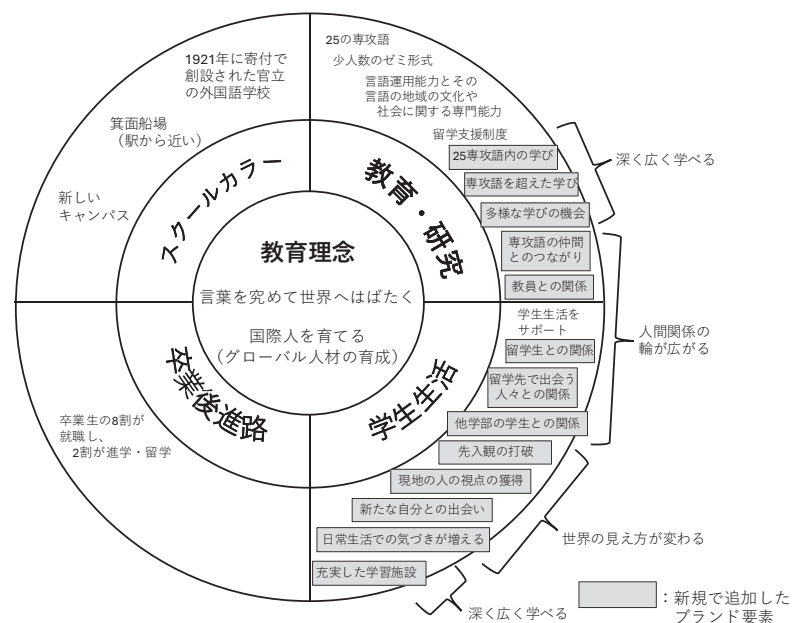 25の専攻語
少人数のゼミ形式
言語運用能力とその
言語の地域の文化や
社会に関する専門能力
留学支援制度
25専攻語内の学び
専攻語を超えた学び
多様な学びの機会
専攻語の仲間
とのつながり
教員との関係
深く広く学べる
1921年に寄付で
創設された官立
の外国語学校
箕面船場
（駅から近い）
新しい
キャンパス
スクールカラー
教育・研究
教育理念
言葉を究めて世界へはばたく
国際人を育てる
（グローバル人材の育成）
卒業後進路
学生生活
学生生活を
サポート
留学生との関係
留学先で出会う
人々との関係
他学部の学生との関係
人間関係の
輪が広がる
卒業生の8割が
就職し、
2割が進学・留学
先入観の打破
現地の人の視点の獲得
新たな自分との出会い
日常生活での気づきが増える
世界の見え方が変わる
充実した学習施設
深く広く学べる
：新規で追加した
ブランド要素